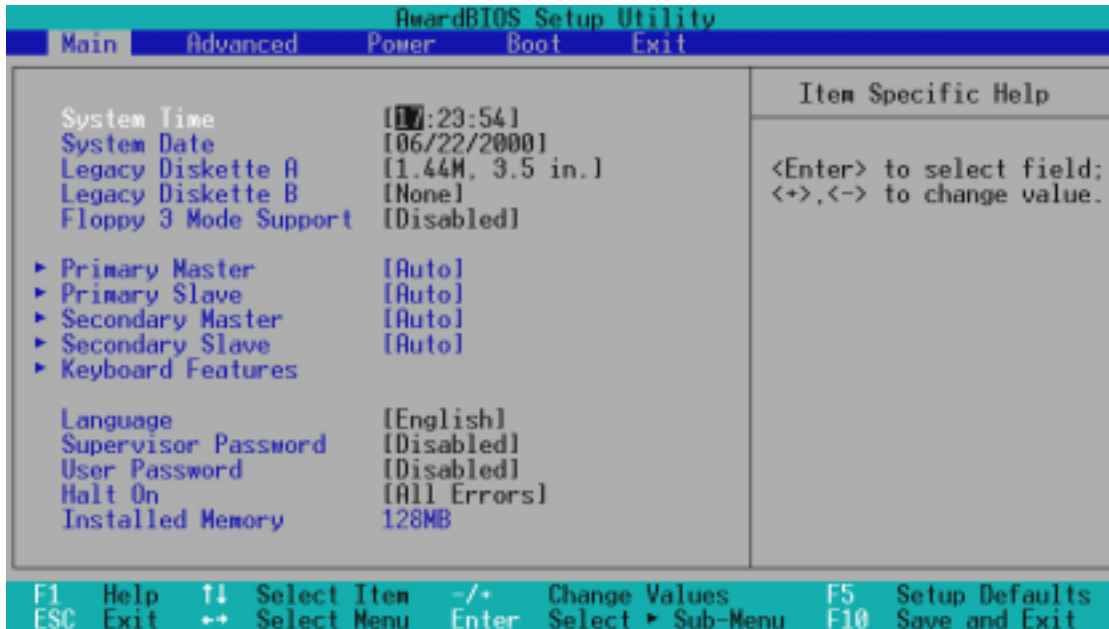 AwardBIOS Setup Utility
Main Advanced Power Boot Exit
Item Specific Help
System Time [17:23:54]
System Date [06/22/2000]
Legacy Diskette A [1.44M, 3.5 in.]
Legacy Diskette B [None]
Floppy 3 Mode Support [Disabled]
<Enter> to select field;
<+>,<-> to change value.
► Primary Master [Auto]
► Primary Slave [Auto]
► Secondary Master [Auto]
► Secondary Slave [Auto]
► Keyboard Features
Language [English]
Supervisor Password [Disabled]
User Password [Disabled]
Halt On [All Errors]
Installed Memory 128MB
F1 Help ↑↓ Select Item -/+ Change Values F5 Setup Defaults
ESC Exit ←→ Select Menu Enter Select ► Sub-Menu F10 Save and Exit